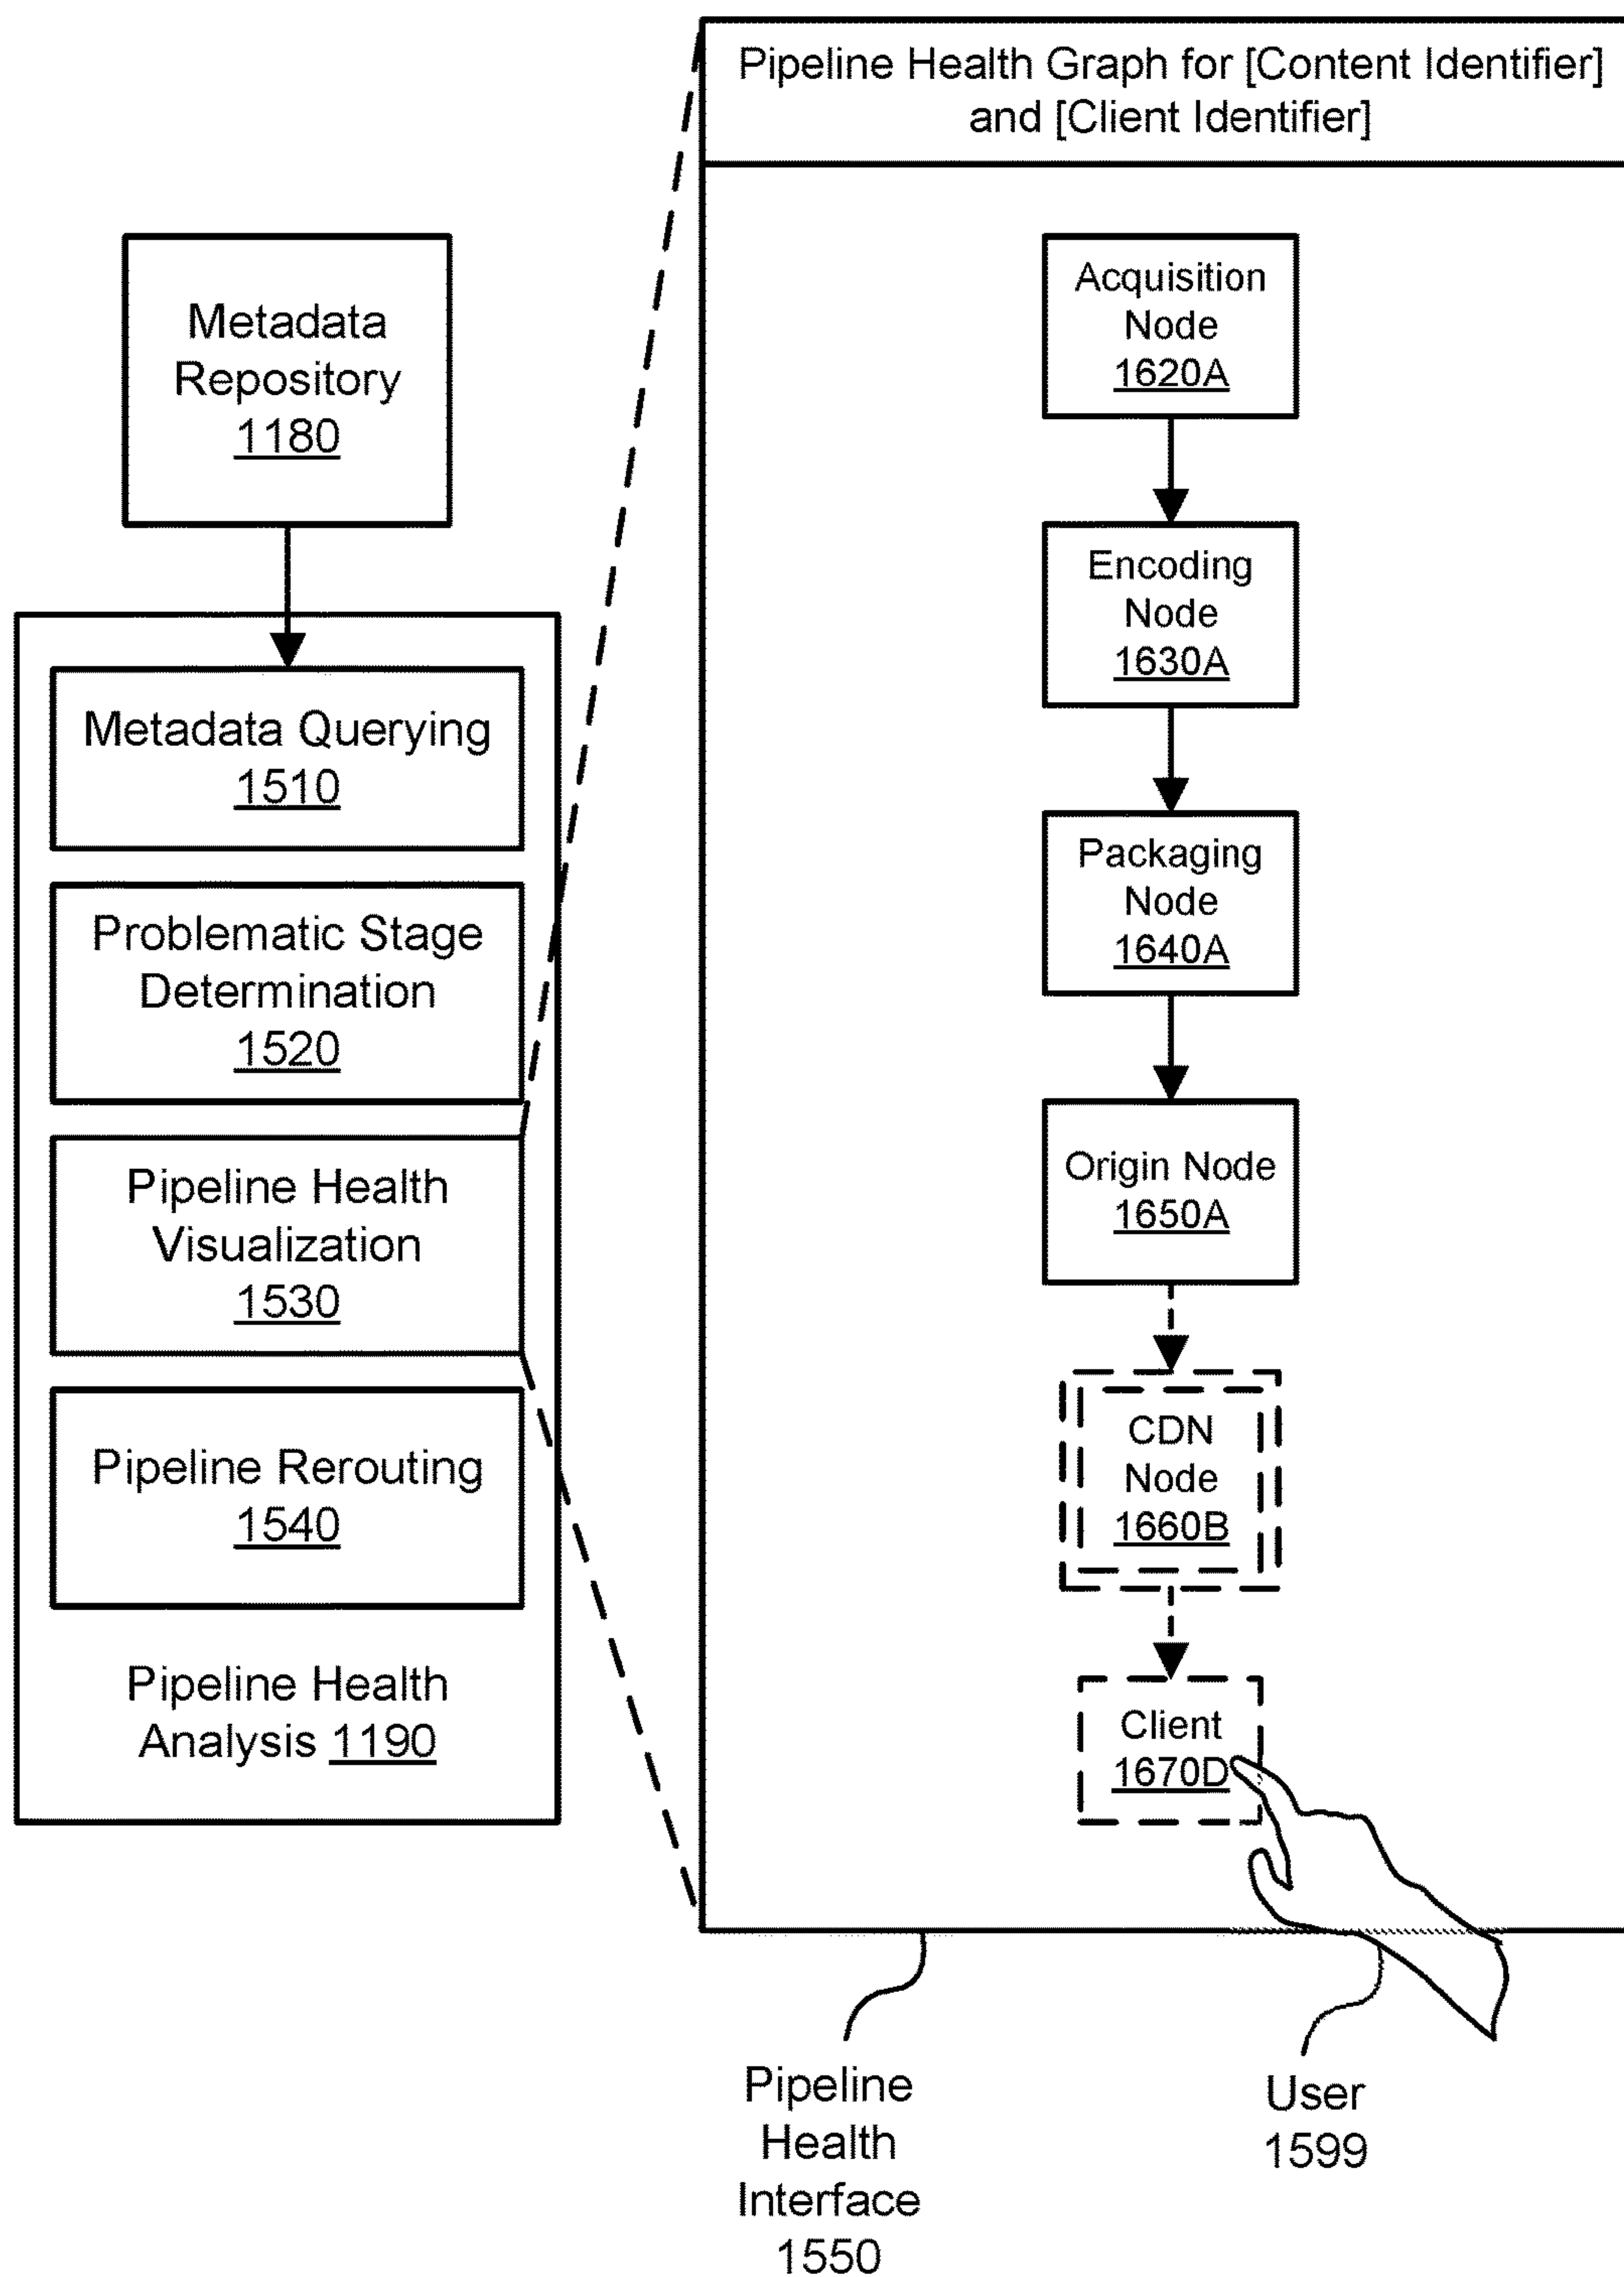 Pipeline Health Graph for [Content Identifier]
and [Client Identifier]
Metadata
Repository
1180
Metadata Querying
1510
Problematic Stage
Determination
1520
Pipeline Health
Visualization
1530
Pipeline Rerouting
1540
Pipeline Health
Analysis 1190
Acquisition
Node
1620A
Encoding
Node
1630A
Packaging
Node
1640A
Origin Node
1650A
CDN
Node
1660B
Client
1670D
Pipeline
Health
Interface
1550
User
1599